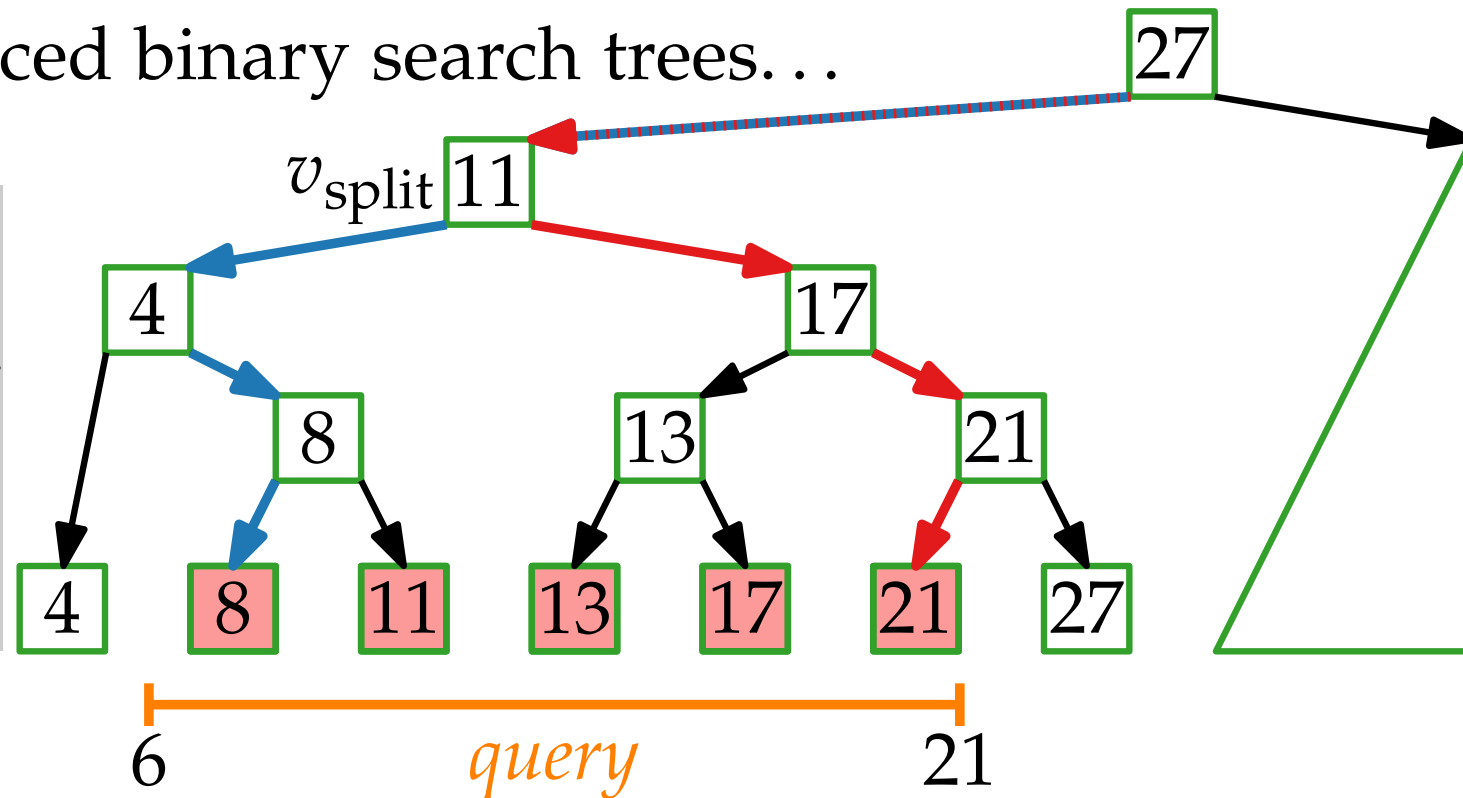 ced binary search trees...
27
v split 11
4 17
8 13 21
4 8 11 13 17 21 27
6 query 21